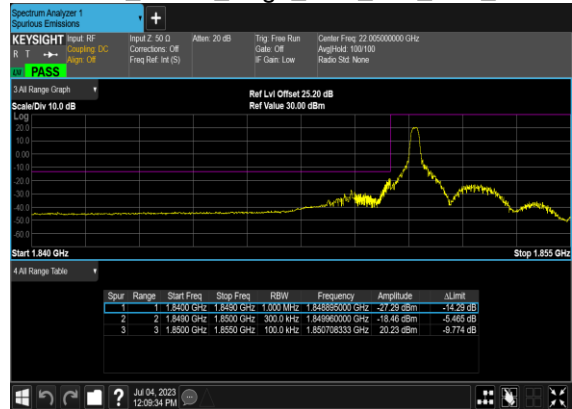 Spectrum Analyzer 1
Spurious Emissions
+
KEYSIGHT Input: RF Input Z: 50 Ω Atten: 20 dB Trig: Free Run Center Freq: 22.005000000 GHz
R T Coupling: DC Corrections: Off Gate: Off Avg|Hold: 100/100
Align: Off Freq Ref: Int (S) IF Gain: Low Radio Std: None
PASS
3 All Range Graph
Ref Lvl Offset 25.20 dB
Scale/Div 10.0 dB Ref Value 30.00 dBm
Log
20.0
10.0
0.00
-10.0
-20.0
-30.0
-40.0
-50.0
-60.0
Start 1.840 GHz Stop 1.855 GHz
4 All Range Table
Spur Range Start Freq Stop Freq RBW Frequency Amplitude ΔLimit
1 1 1.8400 GHz 1.8490 GHz 1.000 MHz 1.848895000 GHz -27.29 dBm -14.29 dB
2 2 1.8490 GHz 1.8500 GHz 300.0 kHz 1.849960000 GHz -18.46 dBm -5.465 dB
3 3 1.8500 GHz 1.8550 GHz 100.0 kHz 1.850708333 GHz 20.23 dBm -9.774 dB
? Jul 04, 2023
12:09:34 PM